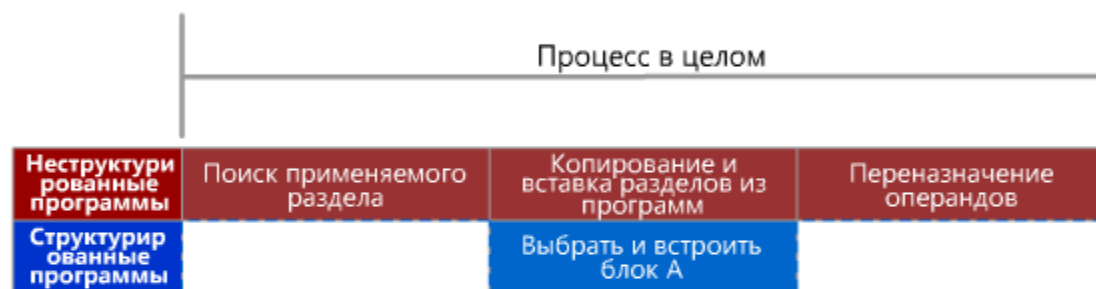 Процесс в целом
Неструктури
рованные
программы
Поиск применяемого
раздела
Копирование и
вставка разделов из
программ
Переназначение
операндов
Структурир
ованные
программы
Выбрать и встроить
блок А